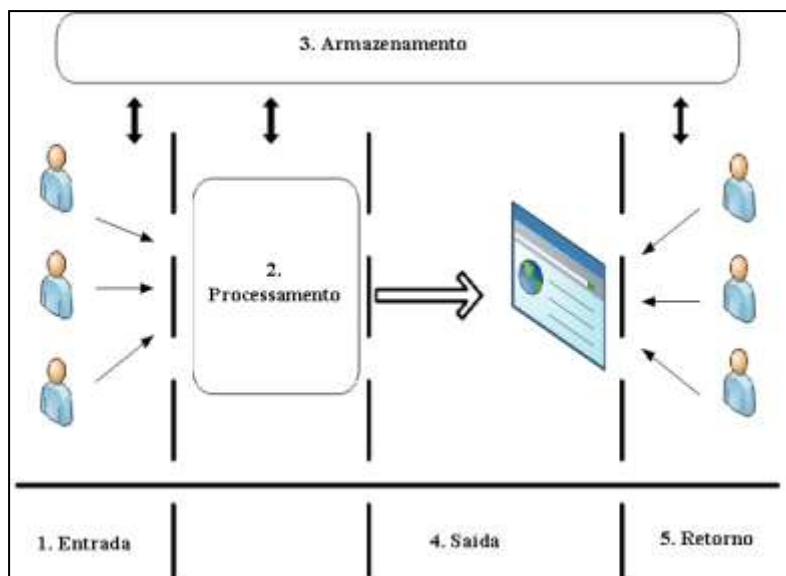 3. Armazenamento
2.
Processamento
1. Entrada
4. Saída
5. Retorno